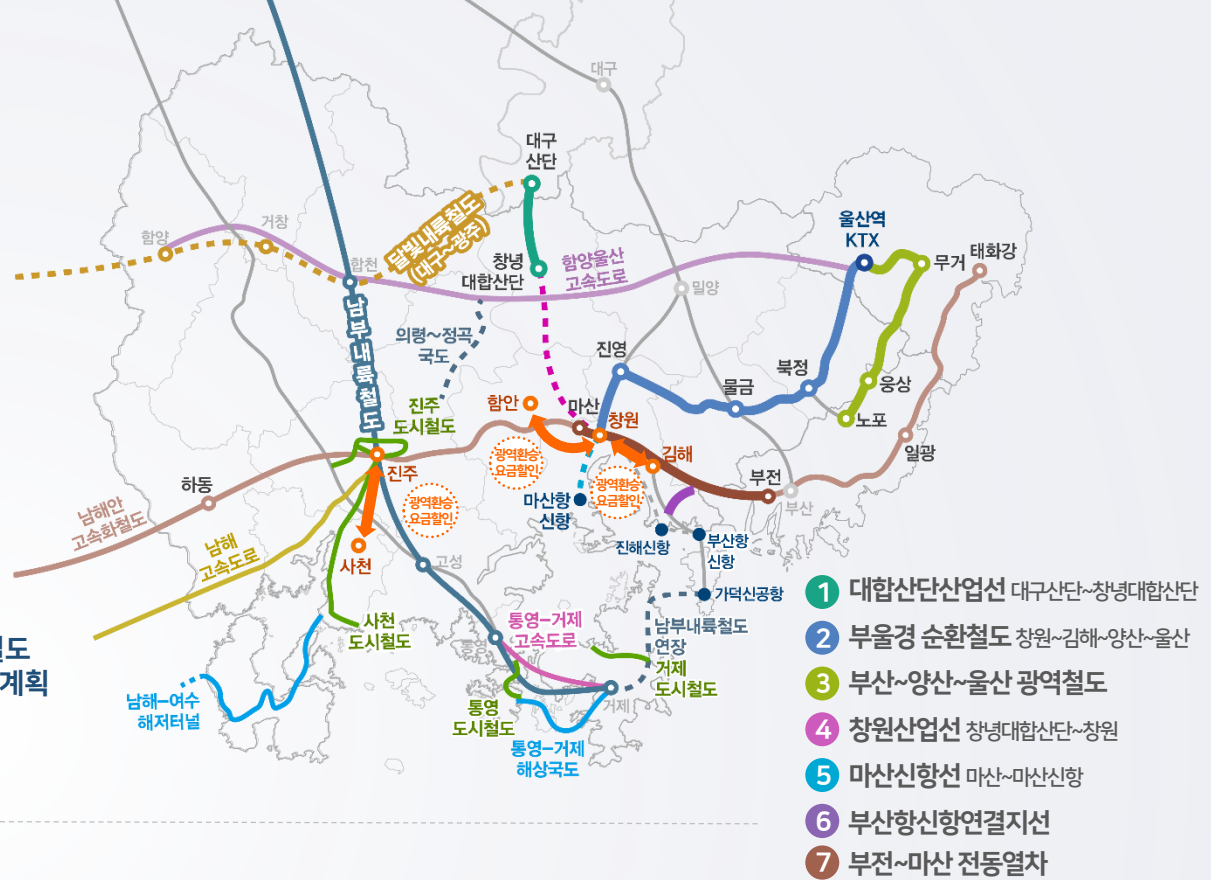 대구
대구
산단
울산역
KTX
거창
함양
달빛내륙철도
(대구~광주)
합천
창녕
대합산단
함양울산
고속도로
무거
태화강
밀양
남부내륙철도
의령~정곡
국도
진영
북정
물금
웅상
노포
진주
도시철도
함안
마산
창원
광역환승
요금할인
김해
일광
진주
하동
광역환승
요금할인
광역환승
요금할인
부전
부산
남해안
고속화철도
마산항
신항
남해
고속도로
사천
고성
진해신항
부산항
신항
가덕신공항
사천
도시철도
통영-거제
고속도로
남부내륙철도
연장
통영
거제
도시철도
철도
계획
남해-여수
해저터널
통영
도시철도
거제
통영-거제
해상국도
1 대합산단산업선 대구산단~창녕대합산단
2 부울경 순환철도 창원~김해~양산~울산
3 부산~양산~울산 광역철도
4 창원산업선 창녕대합산단~창원
5 마산신항선 마산~마산신항
6 부산항신항연결지선
7 부전~마산 전동열차